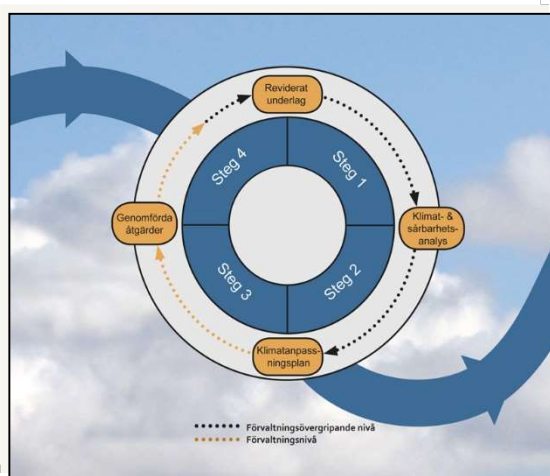 Reviderat
underlag
Steg 4
Steg 1
Genomförda
åtgärder
Klimat- &
sårbarhets-
analys
Steg 3
Steg 2
Klimatanpass-
ningsplan
Förvaltningsövergripande nivå
Förvaltningsnivå